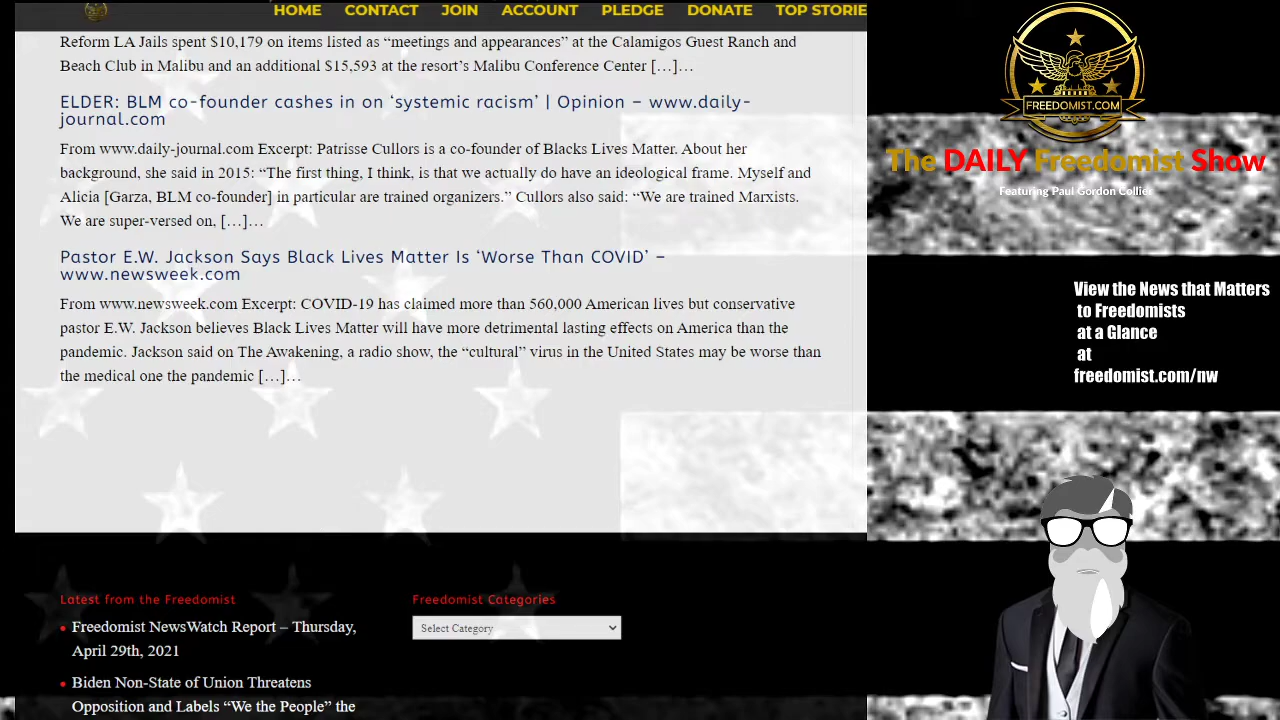 HOME CONTACT JOIN ACCOUNT PLEDGE DONATE TOP STORIE
Reform LA Jails spent $10,179 on items listed as “meetings and appearances” at the Calamigos Guest Ranch and
Beach Club in Malibu and an additional $15,593 at the report’s Malibu Conference Center […]…
ELDER: BLM co-founder cashes in on ‘systemic racism’ | Opinion – www.daily-
journal.com
From www.daily-journal.com Excerpt: Patrisse Cullors is a co-founder of Blacks Lives Matter. About her
background, she said in 2015: “The first thing, I think, is that we actually do have an ideological frame. Myself and
Alicia [Garza, BLM co-founder] in particular are trained organizers.” Cullors also said: “We are trained Marxists.
We are super-versed on, […]…
Pastor E.W. Jackson Says Black Lives Matter Is ‘Worse Than COVID’ –
www.newsweek.com
From www.newsweek.com Excerpt: COVID-19 has claimed more than 560,000 American lives but conservative
pastor E.W. Jackson believes Black Lives Matter will have more detrimental lasting effects on America than the
pandemic. Jackson said on The Awakening, a radio show, the “cultural” virus in the United States may be worse than
the medical one the pandemic […]…
Latest from the Freedomist
Freedomist NewsWatch Report – Thursday,
April 29th, 2021
Biden Non-State of Union Threatens
Opposition and Labels “We the People” the
Freedomist Categories
Select Category
FREEDOMIST.COM
The DAILY Freedomist Show
Featuring Paul Gordon Collier
View the News that Matters
to Freedomists
at a Glance
at
freedomist.com/nw